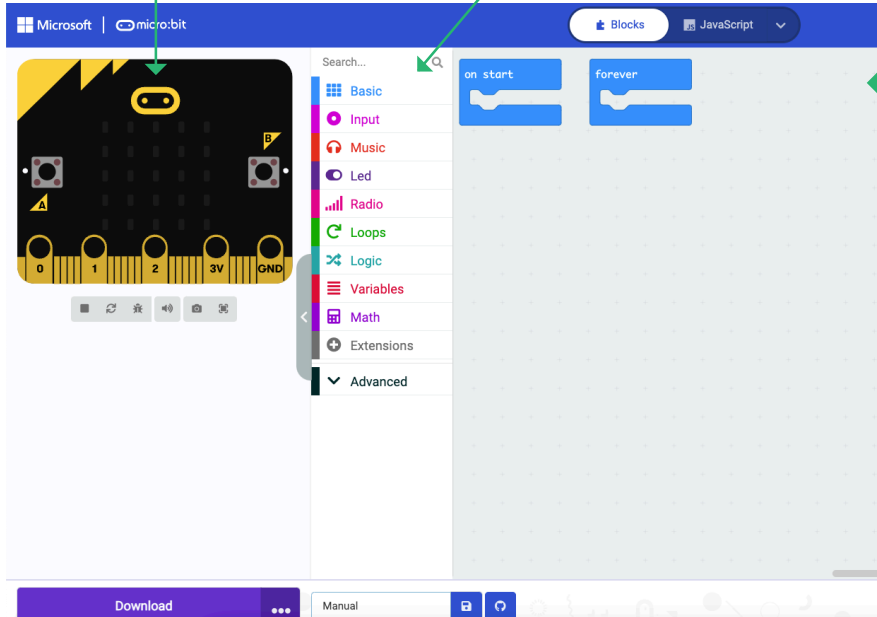 Microsoft micro:bit
Blocks
JS JavaScript
Search...
Basic
Input
Music
Led
Radio
Loops
Logic
Variables
Math
Extensions
Advanced
A
B
0 1 2 3V GND
on start
forever
Download
Manual